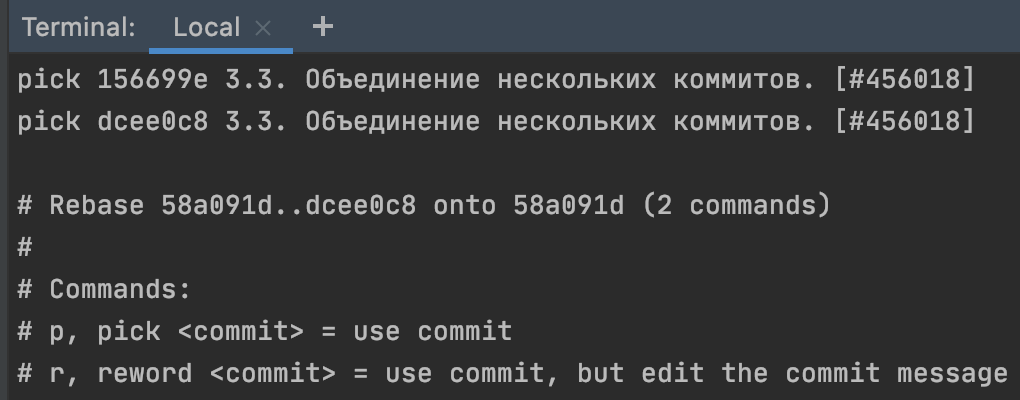 Terminal: Local × +
pick 156699e 3.3. Объединение нескольких коммитов. [#456018]
pick dcee0c8 3.3. Объединение нескольких коммитов. [#456018]
# Rebase 58a091d..dcee0c8 onto 58a091d (2 commands)
#
# Commands:
# p, pick <commit> = use commit
# r, reword <commit> = use commit, but edit the commit message